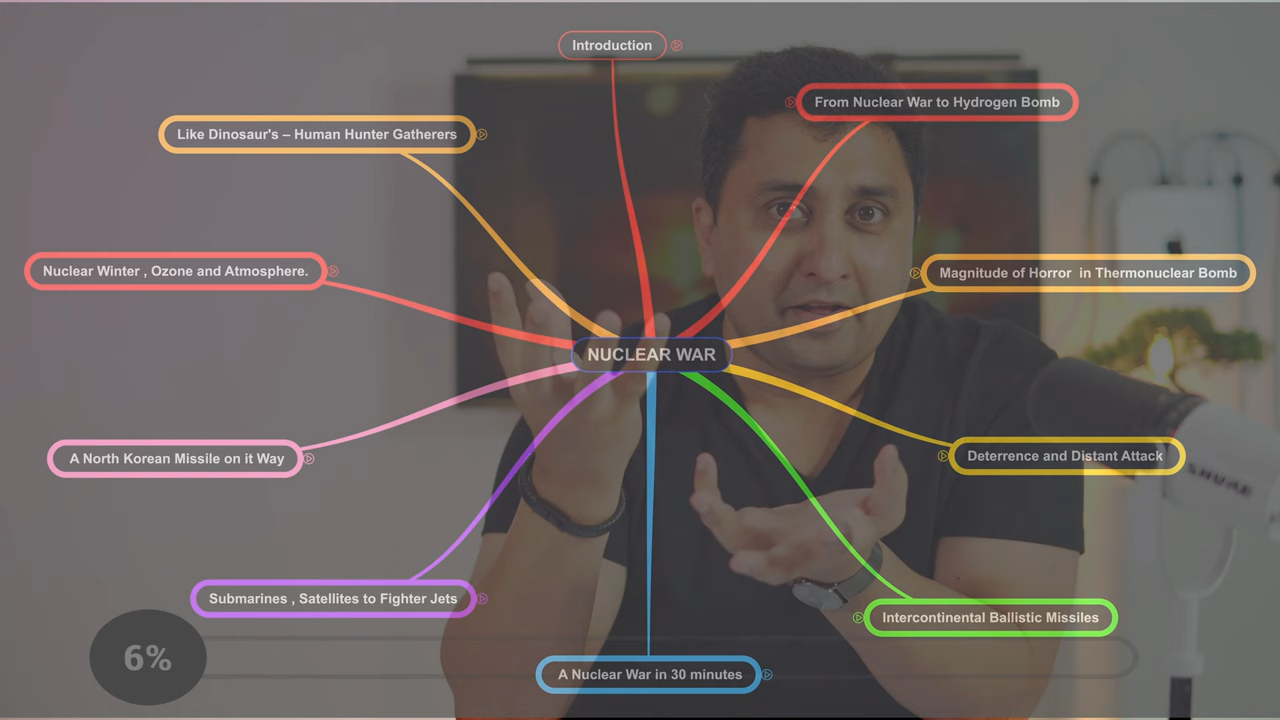 Introduction
From Nuclear War to Hydrogen Bomb
Like Dinosaur's – Human Hunter Gatherers
Nuclear Winter , Ozone and Atmosphere.
Magnitude of Horror in Thermonuclear Bomb
NUCLEAR WAR
A North Korean Missile on it Way
Deterrence and Distant Attack
SHURE
Submarines , Satellites to Fighter Jets
Intercontinental Ballistic Missiles
6%
A Nuclear War in 30 minutes